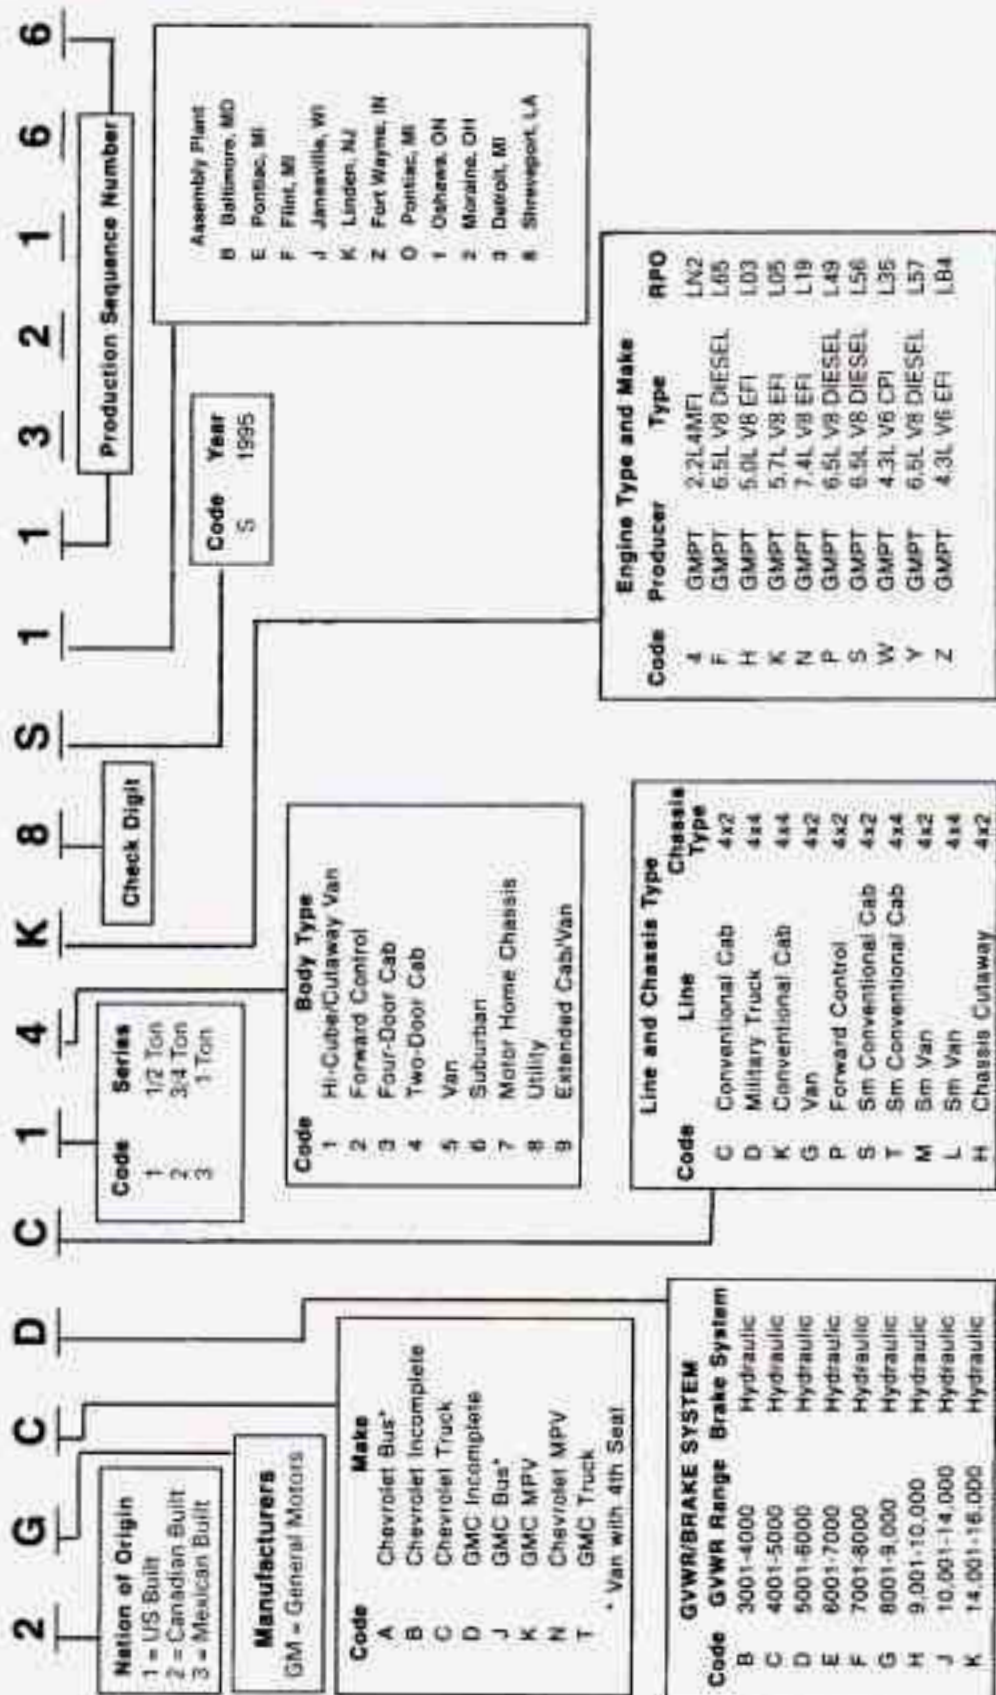 2 G C D C 1 4 K 8 S 1 1 3 2 1 6 6
Nation of Origin
1 = US Built
2 = Canadian Built
3 = Mexican Built
Manufacturers
GM = General Motors
Code Make
A Chevrolet Bus*
B Chevrolet Incomplete
C Chevrolet Truck
D GMC Incomplete
J GMC Bus*
K GMC MPV
N Chevrolet MPV
T GMC Truck
* Van with 4th Seat
GVWR/BRAKE SYSTEM
Code GVWR Range Brake System
B 3001-4000 Hydraulic
C 4001-5000 Hydraulic
D 5001-6000 Hydraulic
E 6001-7000 Hydraulic
F 7001-8000 Hydraulic
G 8001-9,000 Hydraulic
H 9,001-10,000 Hydraulic
J 10,001-14,000 Hydraulic
K 14,001-16,000 Hydraulic
Code Series
1 1/2 Ton
2 3/4 Ton
3 1 Ton
Code Body Type
1 Hi-Cube/Cutaway Van
2 Forward Control
3 Four-Door Cab
4 Two-Door Cab
5 Van
6 Suburban
7 Motor Home Chassis
8 Utility
9 Extended Cab/Van
Line and Chassis Type
Code Line Chassis Type
C Conventional Cab 4x2
D Military Truck 4x4
K Conventional Cab 4x4
G Van 4x2
P Forward Control 4x2
S Sm Conventional Cab 4x2
T Sm Conventional Cab 4x4
M Sm Van 4x2
L Sm Van 4x4
H Chassis Cutaway 4x2
Check Digit
Code Year
S 1995
Production Sequence Number
Assembly Plant
B Baltimore, MD
E Pontiac, MI
F Flint, MI
J Janesville, WI
K Linden, NJ
Z Fort Wayne, IN
O Pontiac, MI
1 Oshawa, ON
2 Moraine, OH
3 Detroit, MI
8 Shreveport, LA
Engine Type and Make
Code Producer Type RPO
4 GMPT 2.2L 4MFI LN2
F GMPT 6.5L V8 DIESEL L65
H GMPT 5.0L V8 EFI L03
K GMPT 5.7L V8 EFI L05
N GMPT 7.4L V8 EFI L19
P GMPT 6.5L V8 DIESEL L49
S GMPT 6.5L V8 DIESEL L56
W GMPT 4.3L V6 CPI L35
Y GMPT 6.5L V8 DIESEL L57
Z GMPT 4.3L V6 EFI LB4